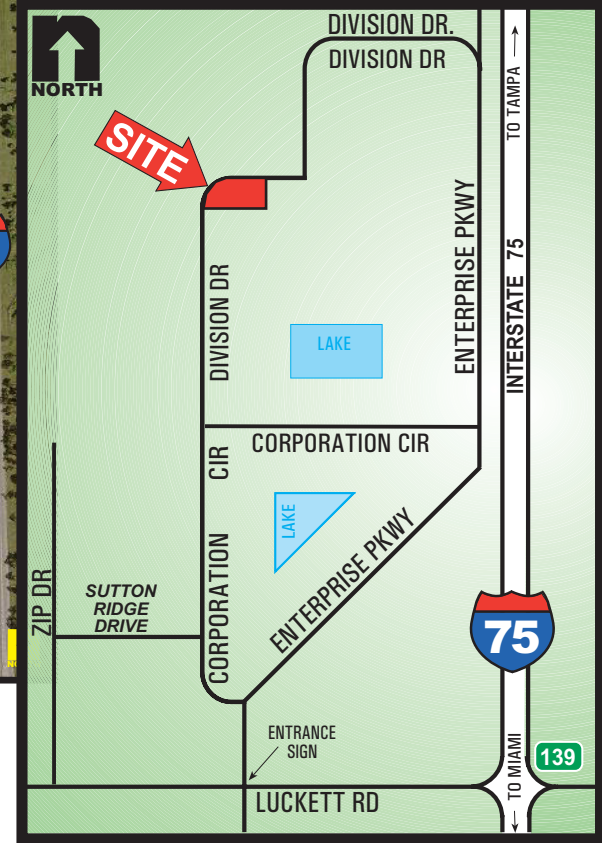 DIVISION DR.
DIVISION DR
NORTH
TO TAMPA
SITE
ENTERPRISE PKWY
INTERSTATE 75
DIVISION DR
LAKE
CORPORATION CIR
CORPORATION CIR
LAKE
ENTERPRISE PKWY
ZIP DR
SUTTON
RIDGE
DRIVE
75
ENTRANCE
SIGN
TO MIAMI
139
LUCKETT RD